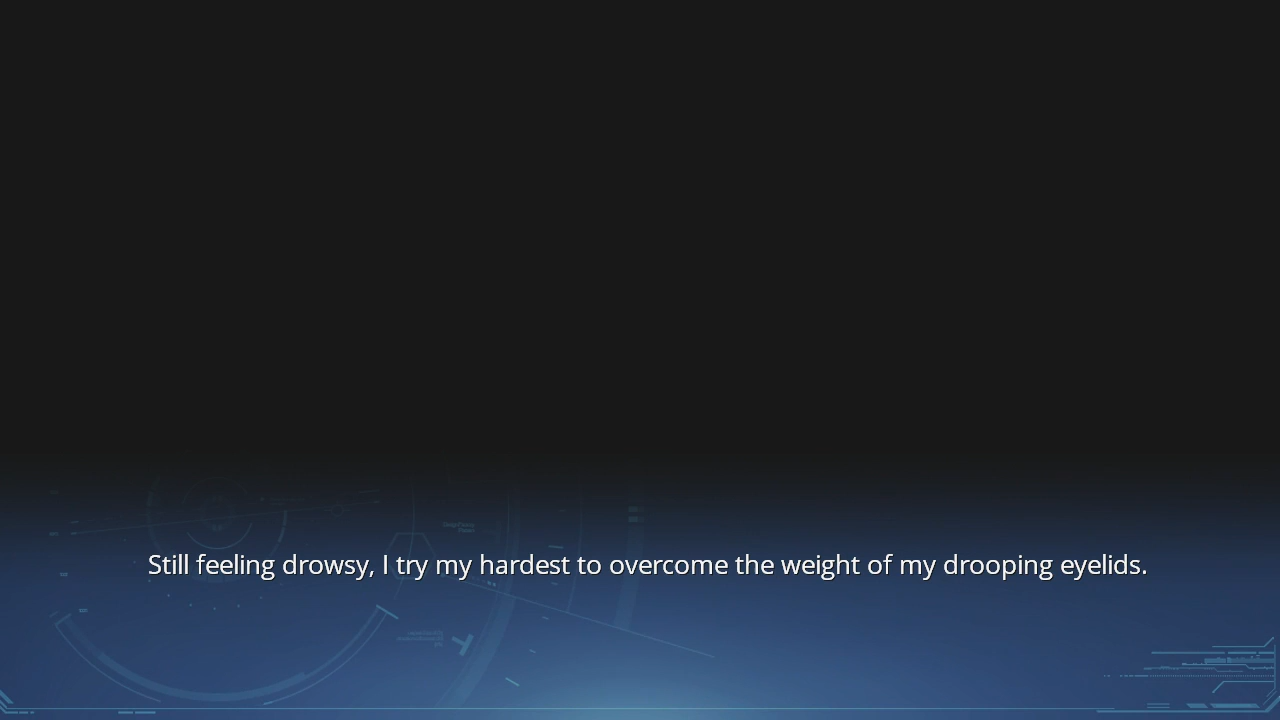 Still feeling drowsy, I try my hardest to overcome the weight of my drooping eyelids.